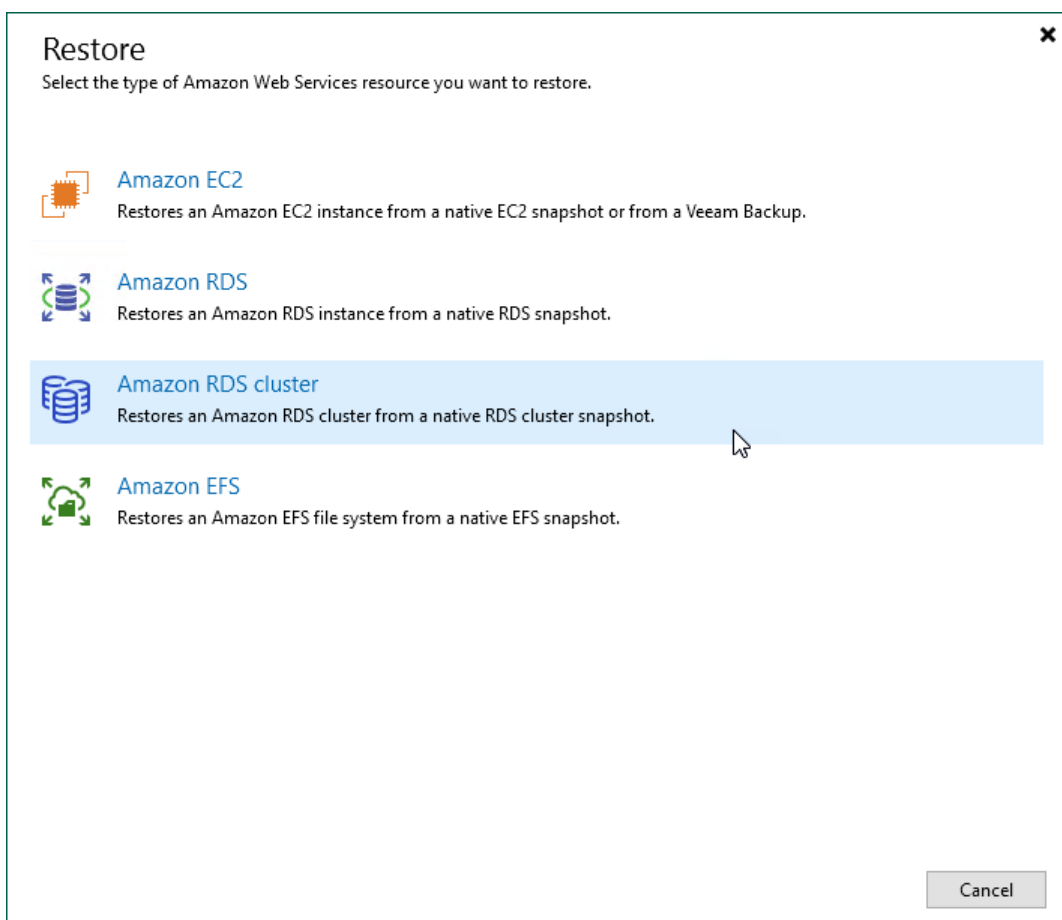 Restore
Select the type of Amazon Web Services resource you want to restore.
Amazon EC2
Restores an Amazon EC2 instance from a native EC2 snapshot or from a Veeam Backup.
Amazon RDS
Restores an Amazon RDS instance from a native RDS snapshot.
Amazon RDS cluster
Restores an Amazon RDS cluster from a native RDS cluster snapshot.
Amazon EFS
Restores an Amazon EFS file system from a native EFS snapshot.
Cancel